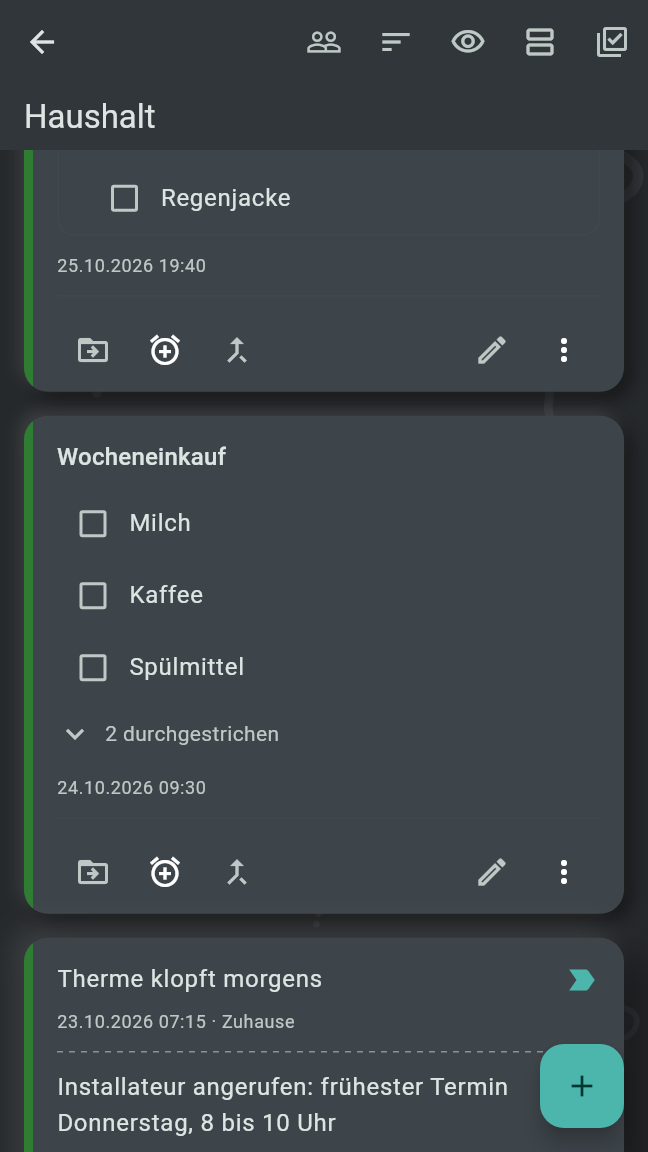 Haushalt
Regenjacke
25.10.2026 19:40
Wocheneinkauf
Milch
Kaffee
Spülmittel
2 durchgestrichen
24.10.2026 09:30
Therme klopft morgens
23.10.2026 07:15 · Zuhause
Installateur angerufen: frühester Termin
Donnerstag, 8 bis 10 Uhr